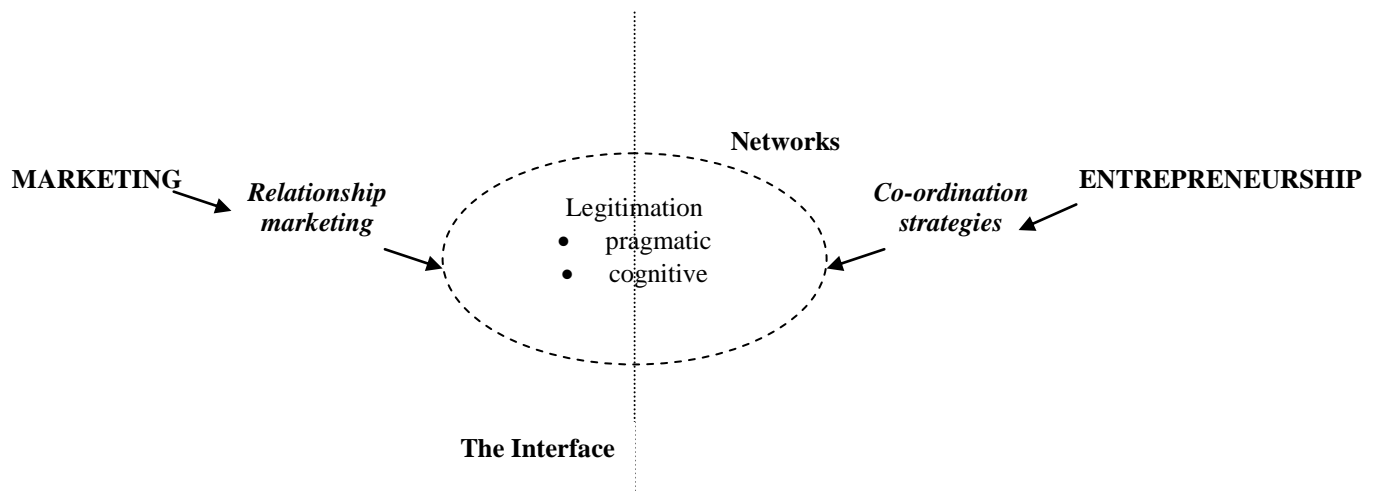 Networks
MARKETING
Relationship
marketing
Legitimation
• pragmatic
• cognitive
Co-ordination
strategies
ENTREPRENEURSHIP
The Interface